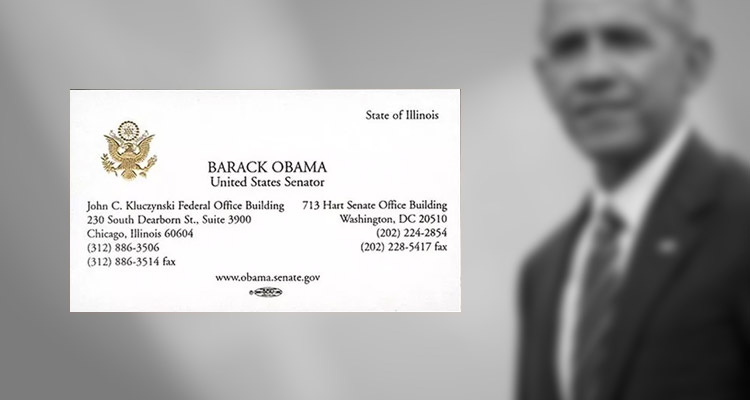 State of Illinois
BARACK OBAMA
United States Senator
John C. Kluczynski Federal Office Building
230 South Dearborn St., Suite 3900
Chicago, Illinois 60604
(312) 886-3506
(312) 886-3514 fax
713 Hart Senate Office Building
Washington, DC 20510
(202) 224-2854
(202) 228-5417 fax
www.obama.senate.gov